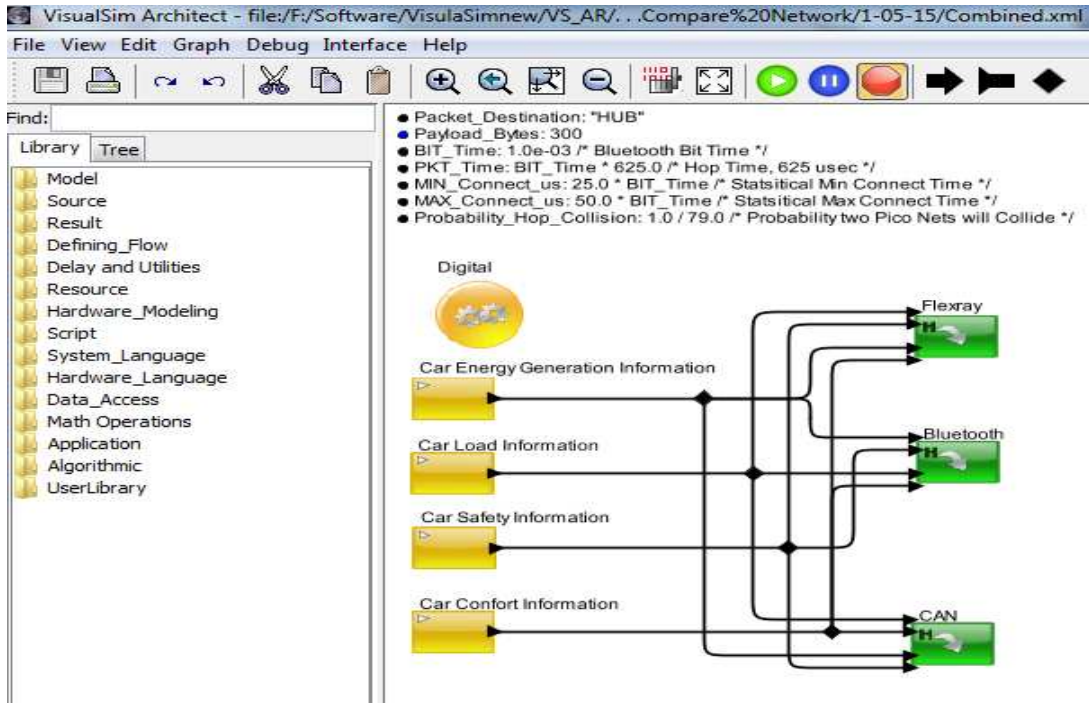 VisualSim Architect - file:/F:/Software/VisulaSimnew/VS_AR/. . .Compare%20Network/1-05-15/Combined.xml
File View Edit Graph Debug Interface Help
Find:
Library Tree
Model
Source
Result
Defining_Flow
Delay and Utilities
Resource
Hardware_Modeling
Script
System_Language
Hardware_Language
Data_Access
Math Operations
Application
Algorithmic
UserLibrary
Packet_Destination: "HUB"
Payload_Bytes: 300
BIT_Time: 1.0e-03 /* Bluetooth Bit Time */
PKT_Time: BIT_Time * 625.0 /* Hop Time, 625 usec */
MIN_Connect_us: 25.0 * BIT_Time /* Statsitical Min Connect Time */
MAX_Connect_us: 50.0 * BIT_Time /* Statsitical Max Connect Time */
Probability_Hop_Collision: 1.0 / 79.0 /* Probability two Pico Nets will Collide */
Digital
Car Energy Generation Information
Car Load Information
Car Safety Information
Car Confort Information
Flexray
H
Bluetooth
H
CAN
H